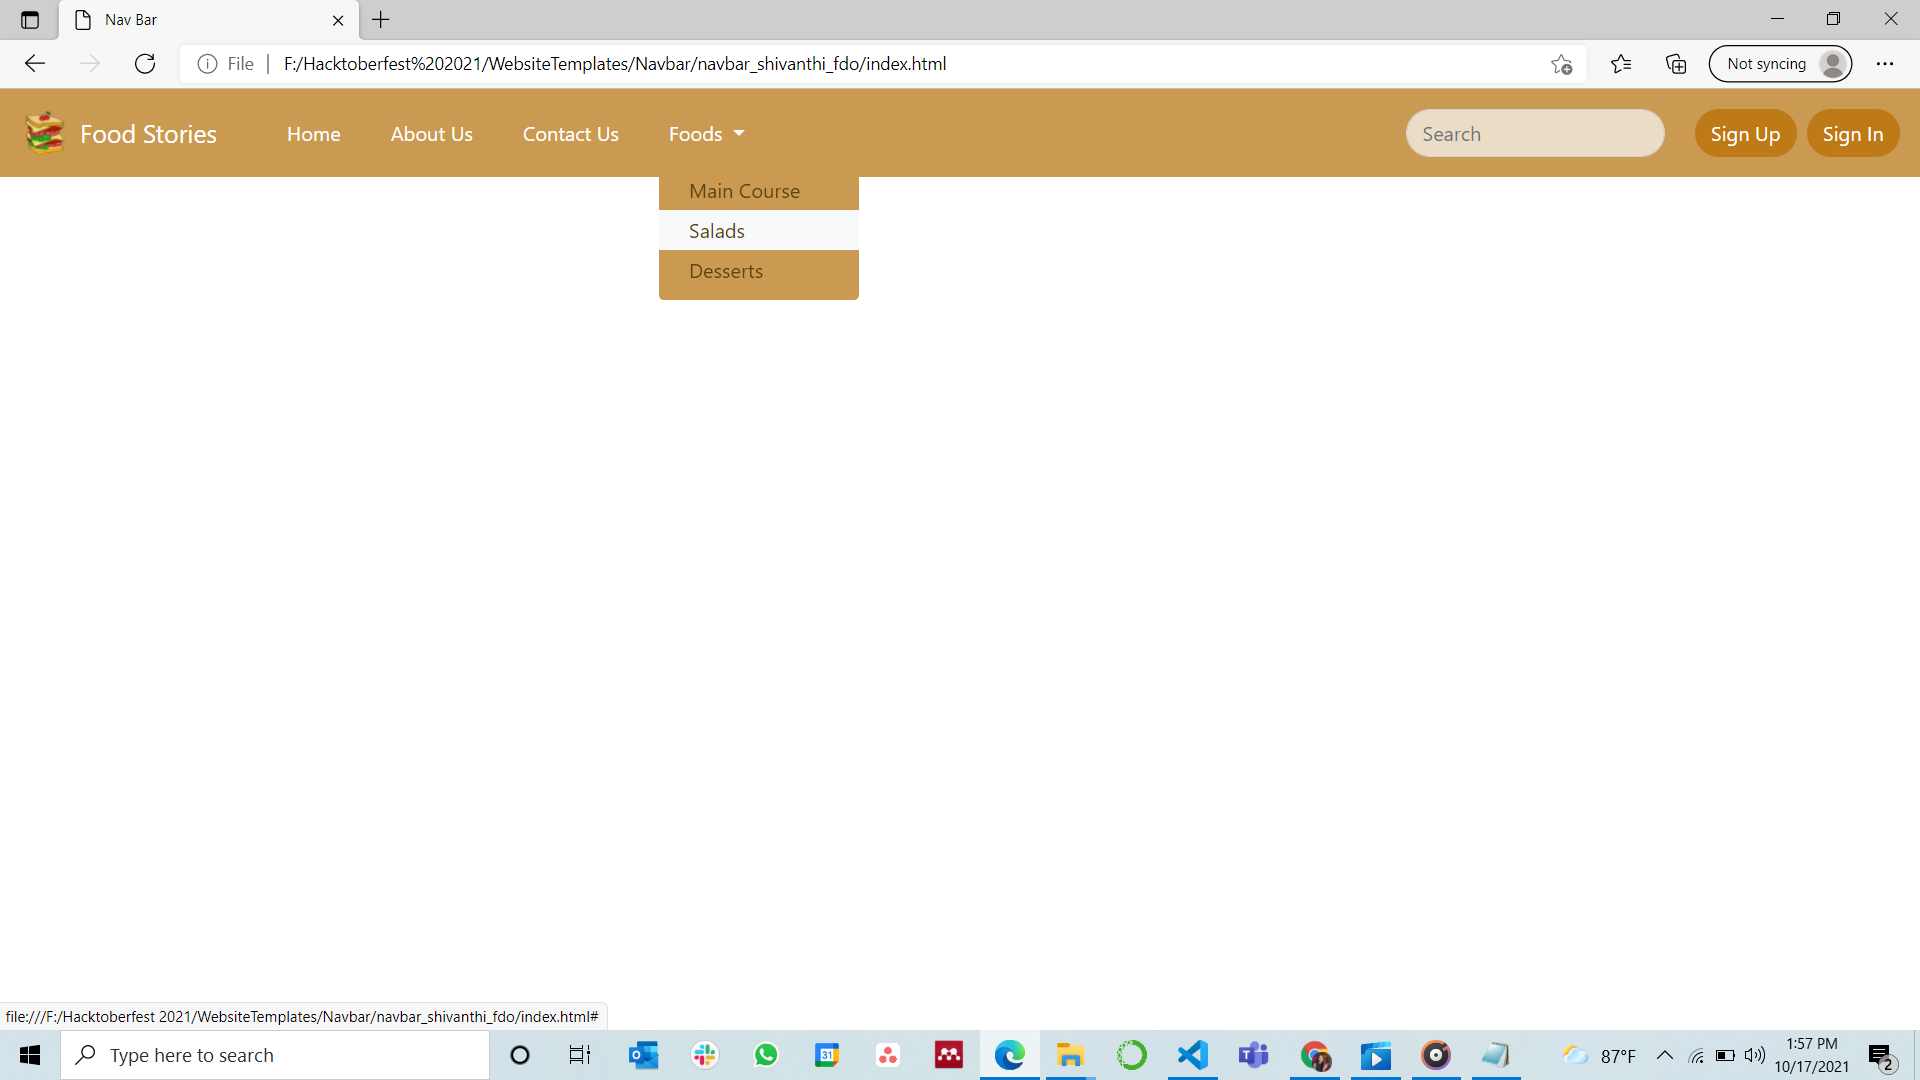 Nav Bar
File | F:/Hacktoberfest%202021/WebsiteTemplates/Navbar/navbar_shivanthi_fdo/index.html Not syncing
Food Stories Home About Us Contact Us Foods Search Sign Up Sign In
Main Course
Salads
Desserts
file:///F:/Hacktoberfest 2021/WebsiteTemplates/Navbar/navbar_shivanthi_fdo/index.html#
Type here to search 31 87°F 1:57 PM
10/17/2021 2